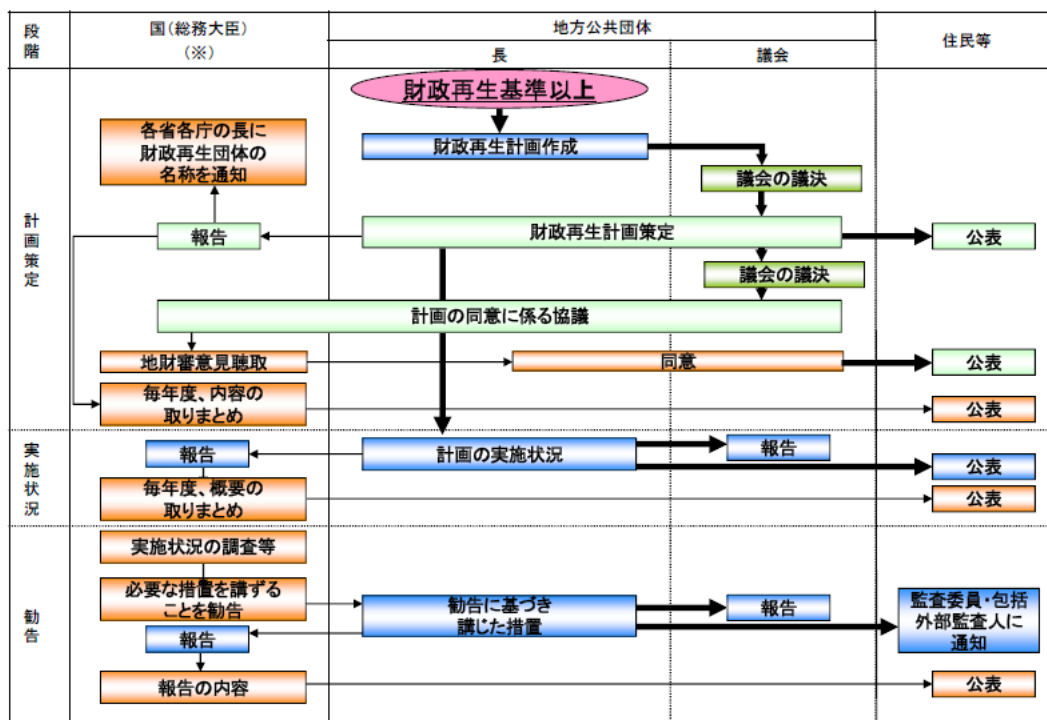 段
階
国(総務大臣)
(※)
地方公共団体
長
議会
住民等
計
画
策
定
財政再生基準以上
各省各庁の長に
財政再生団体の
名称を通知
財政再生計画作成
議会の議決
報告
財政再生計画策定
公表
議会の議決
計画の同意に係る協議
地財審意見聴取
同意
公表
毎年度、内容の
取りまとめ
公表
実
施
状
況
報告
計画の実施状況
報告
公表
毎年度、概要の
取りまとめ
公表
勧
告
実施状況の調査等
必要な措置を講ずる
ことを勧告
勧告に基づき
講じた措置
報告
監査委員・包括
外部監査人に
通知
報告
報告の内容
公表